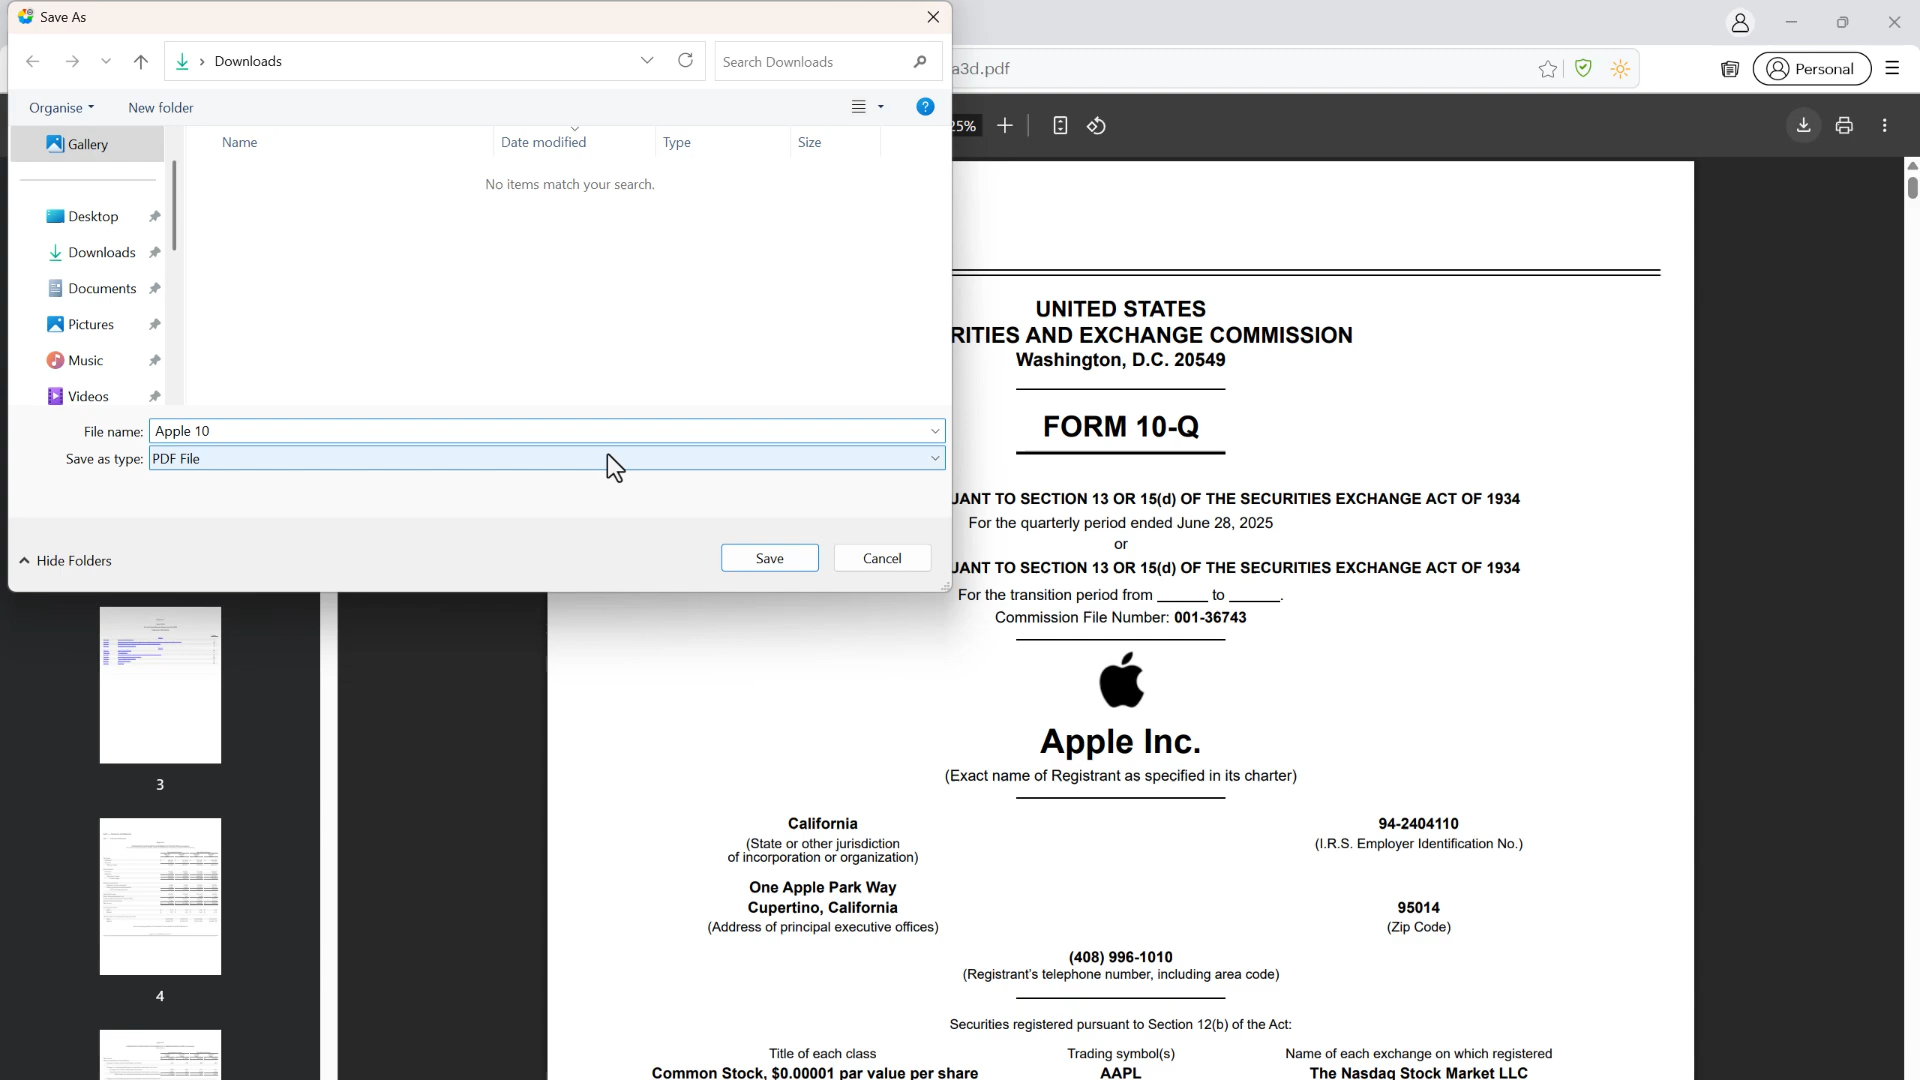 Save As
Downloads
Search Downloads
a3d.pdf
Personal
Organise
New folder
25%
Gallery
Name
Date modified
Type
Size
No items match your search.
Desktop
Downloads
Documents
Pictures
Music
Videos
File name: Apple 10
Save as type: PDF File
Hide Folders
Save
Cancel
UNITED STATES
RITIES AND EXCHANGE COMMISSION
Washington, D.C. 20549
FORM 10-Q
UANT TO SECTION 13 OR 15(d) OF THE SECURITIES EXCHANGE ACT OF 1934
For the quarterly period ended June 28, 2025
or
UANT TO SECTION 13 OR 15(d) OF THE SECURITIES EXCHANGE ACT OF 1934
For the transition period from ______ to ______.
Commission File Number: 001-36743
Apple Inc.
(Exact name of Registrant as specified in its charter)
California
94-2404110
(State or other jurisdiction
of incorporation or organization)
(I.R.S. Employer Identification No.)
One Apple Park Way
Cupertino, California
95014
(Address of principal executive offices)
(Zip Code)
(408) 996-1010
(Registrant's telephone number, including area code)
Securities registered pursuant to Section 12(b) of the Act:
Title of each class
Trading symbol(s)
Name of each exchange on which registered
Common Stock, $0.00001 par value per share
AAPL
The Nasdaq Stock Market LLC
3
4